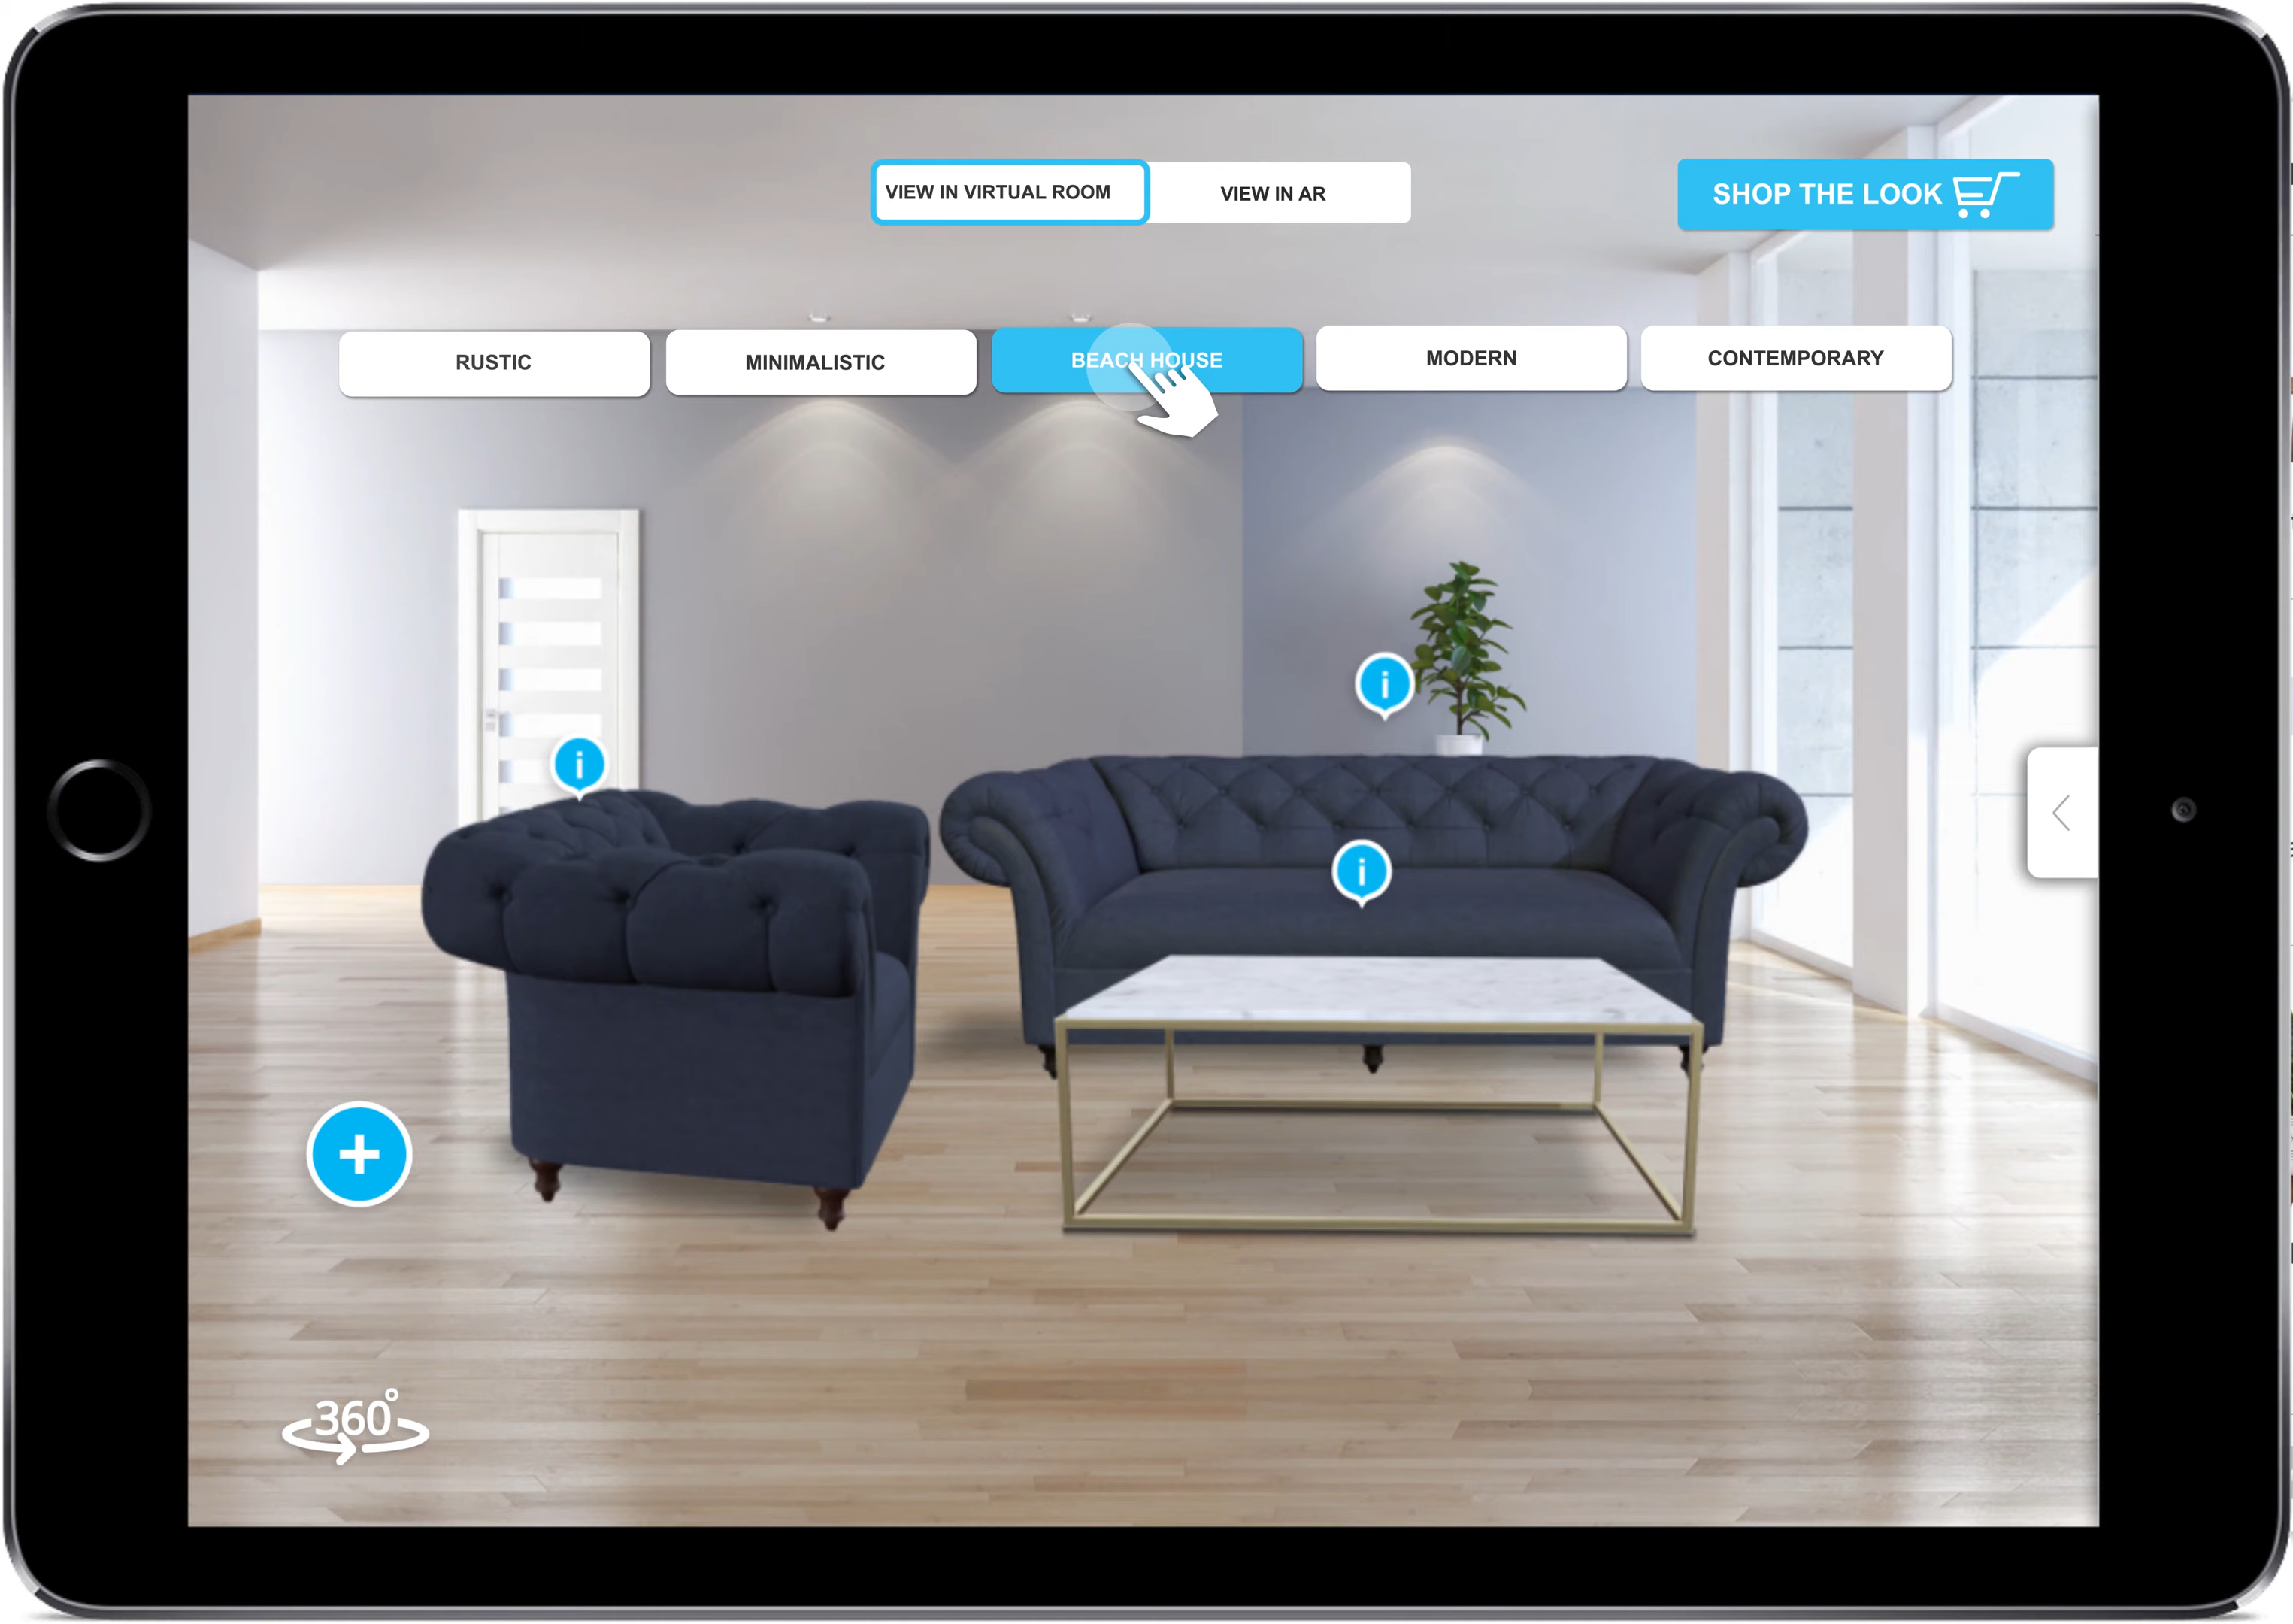 VIEW IN VIRTUAL ROOM
VIEW IN AR
SHOP THE LOOK
RUSTIC
MINIMALISTIC
BEACH HOUSE
MODERN
CONTEMPORARY
i
i
i
+
360°